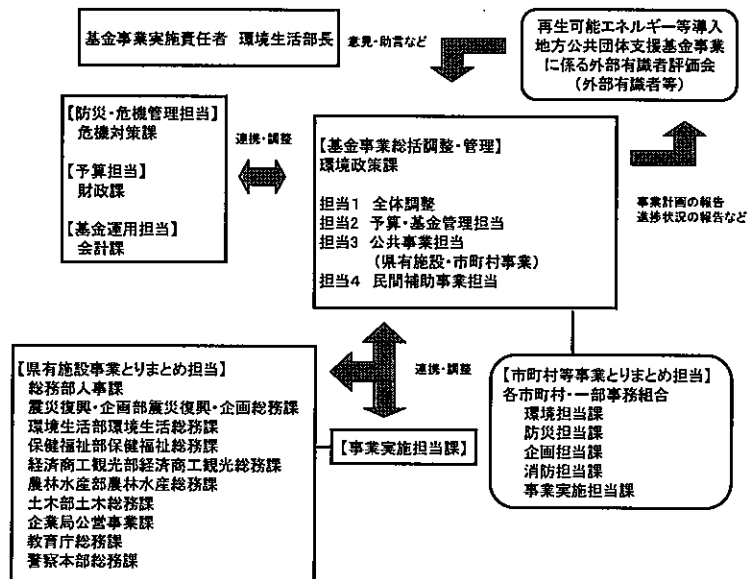 基金事業実施責任者 環境生活部長
意見・助言など
再生可能エネルギー等導入
地方公共団体支援基金事業
に係る外部有識者評価会
(外部有識者等)
【防災・危機管理担当】
危機対策課
【予算担当】
財政課
【基金運用担当】
会計課
連携・調整
【基金事業総括調整・管理】
環境政策課
担当1 全体調整
担当2 予算・基金管理担当
担当3 公共事業担当
(県有施設・市町村事業)
担当4 民間補助事業担当
事業計画の報告
進捗状況の報告など
【県有施設事業とりまとめ担当】
総務部人事課
震災復興・企画部震災復興・企画総務課
環境生活部環境生活総務課
保健福祉部保健福祉総務課
経済商工観光部経済商工観光総務課
農林水産部農林水産総務課
土木部土木総務課
企業局公営事業課
教育庁総務課
警察本部総務課
連携・調整
【事業実施担当課】
【市町村等事業とりまとめ担当】
各市町村・一部事務組合
環境担当課
防災担当課
企画担当課
消防担当課
事業実施担当課